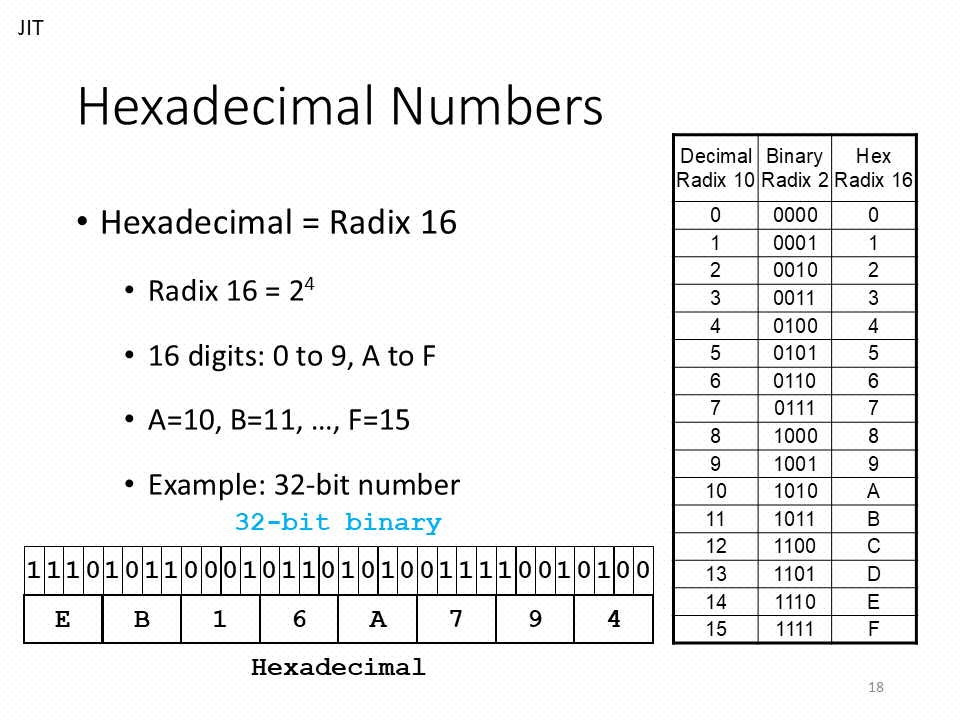 JIT
Hexadecimal Numbers
• Hexadecimal = Radix 16
• Radix 16 = 2⁴
• 16 digits: 0 to 9, A to F
• A=10, B=11, …, F=15
• Example: 32-bit number
32-bit binary
1 1 1 0 1 0 1 1 0 0 0 1 0 1 1 0 1 0 1 0 0 1 1 1 1 0 0 1 0 1 0 0
E B 1 6 A 7 9 4
Hexadecimal
Decimal Binary Hex
Radix 10 Radix 2 Radix 16
0 0000 0
1 0001 1
2 0010 2
3 0011 3
4 0100 4
5 0101 5
6 0110 6
7 0111 7
8 1000 8
9 1001 9
10 1010 A
11 1011 B
12 1100 C
13 1101 D
14 1110 E
15 1111 F
18